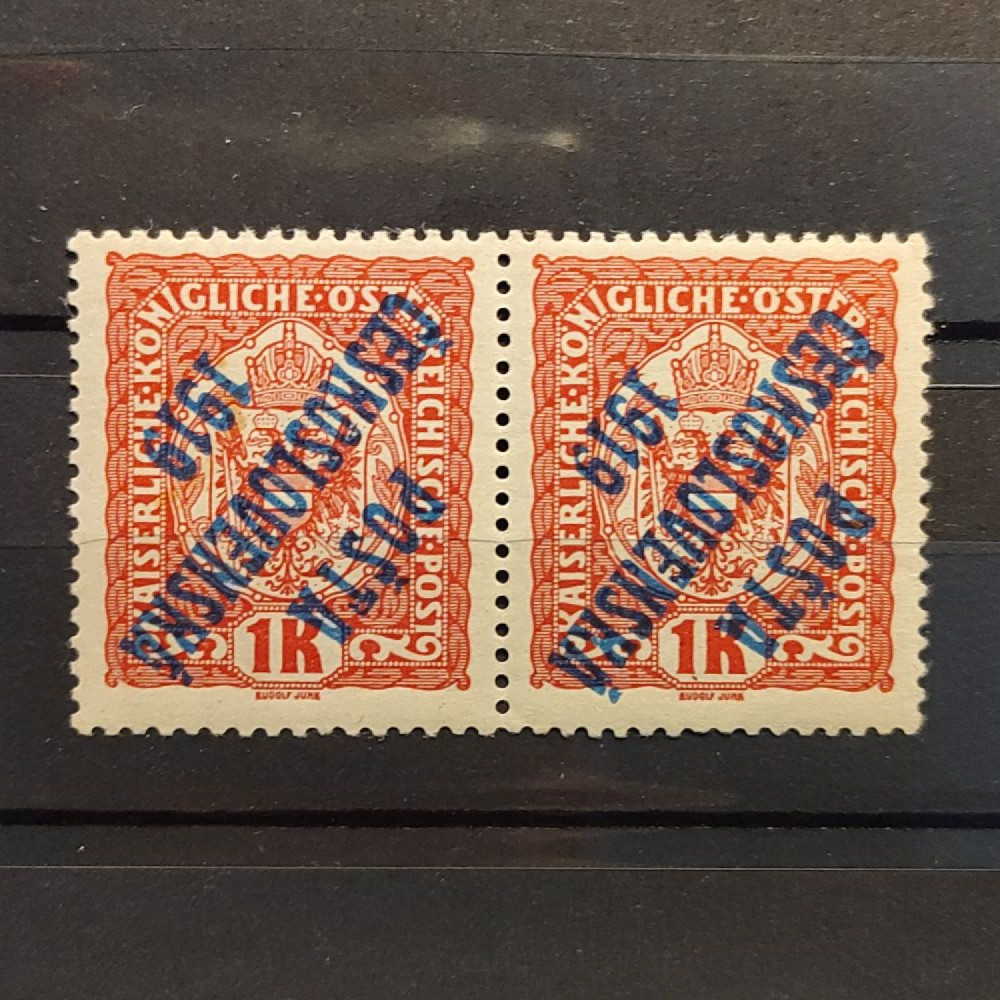 KAISERLICHE·KÖNIGLICHE·ÖSTERREICHISCHE·POST
POŠTA
ČESKOSLOVENSKÁ
1919
1K
RUDOLF JUNK
KAISERLICHE·KÖNIGLICHE·ÖSTERREICHISCHE·POST
POŠTA
ČESKOSLOVENSKÁ
1919
1K
RUDOLF JUNK